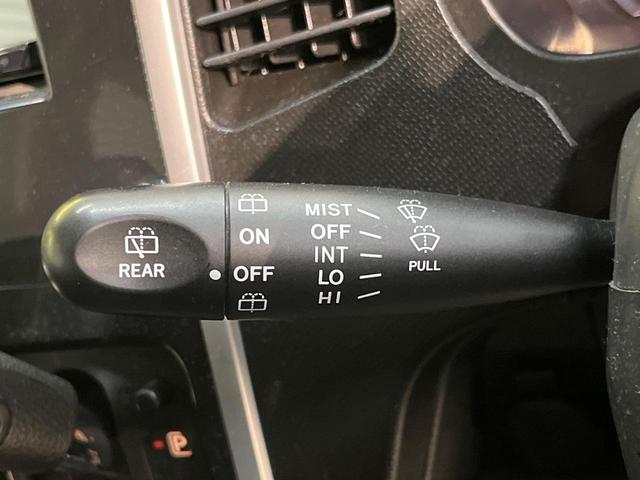 REAR
ON
OFF
MIST
OFF
INT
LO
HI
PULL
P